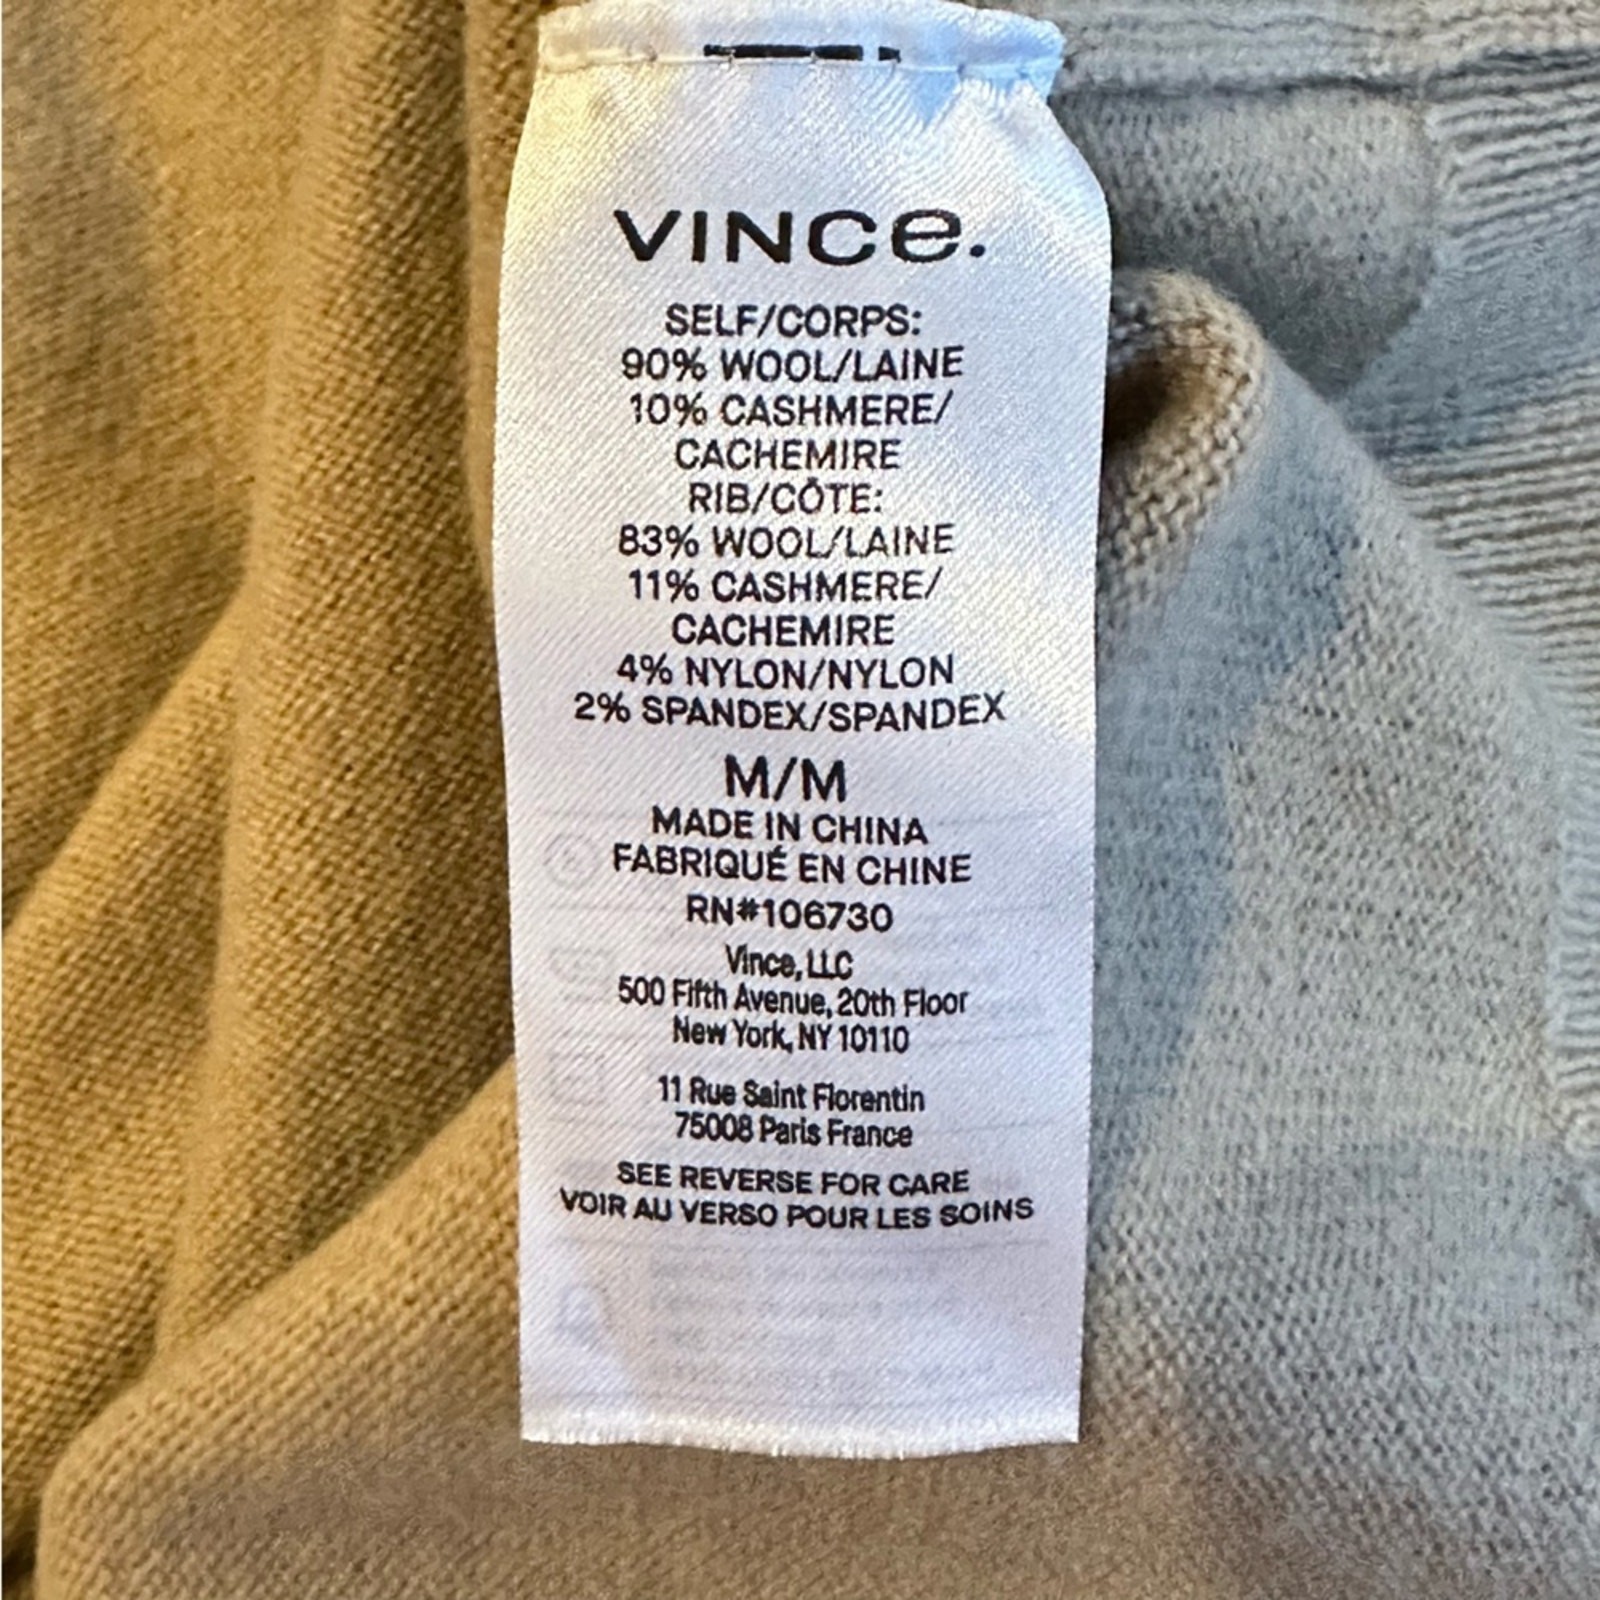 VINCe.
SELF/CORPS:
90% WOOL/LAINE
10% CASHMERE/
CACHEMIRE
RIB/CÔTE:
83% WOOL/LAINE
11% CASHMERE/
CACHEMIRE
4% NYLON/NYLON
2% SPANDEX/SPANDEX
M/M
MADE IN CHINA
FABRIQUÉ EN CHINE
RN#106730
Vince, LLC
500 Fifth Avenue, 20th Floor
New York, NY 10110
11 Rue Saint Florentin
75008 Paris France
SEE REVERSE FOR CARE
VOIR AU VERSO POUR LES SOINS